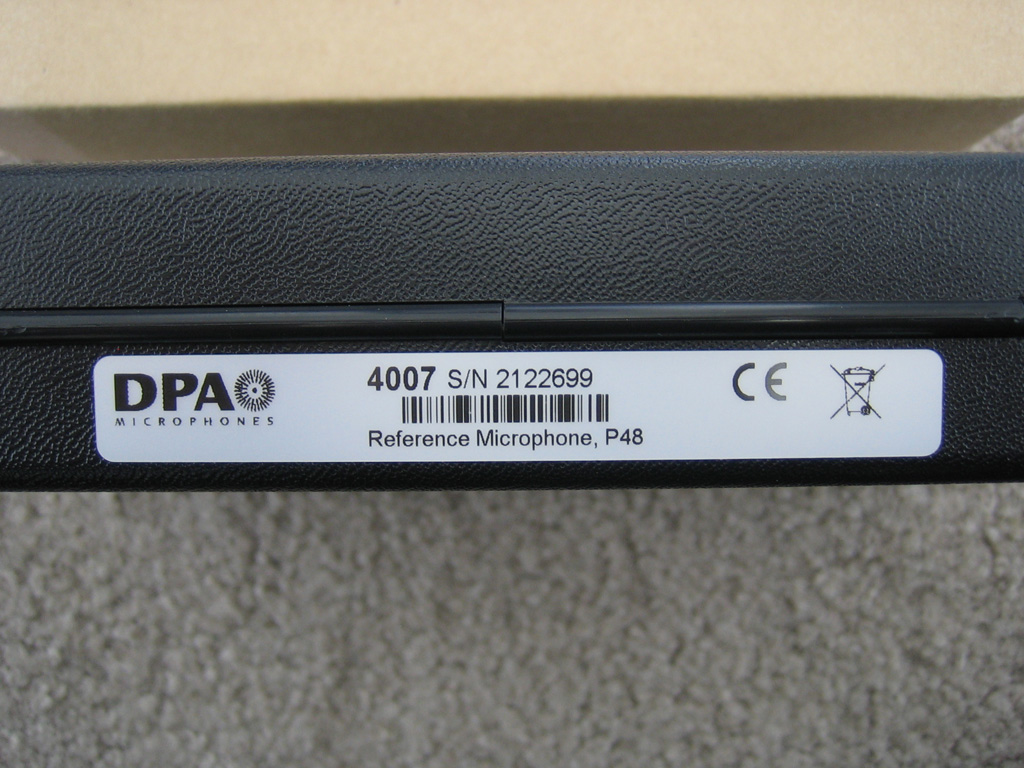 DPA
MICROPHONES
4007 S/N 2122699
Reference Microphone, P48
CE